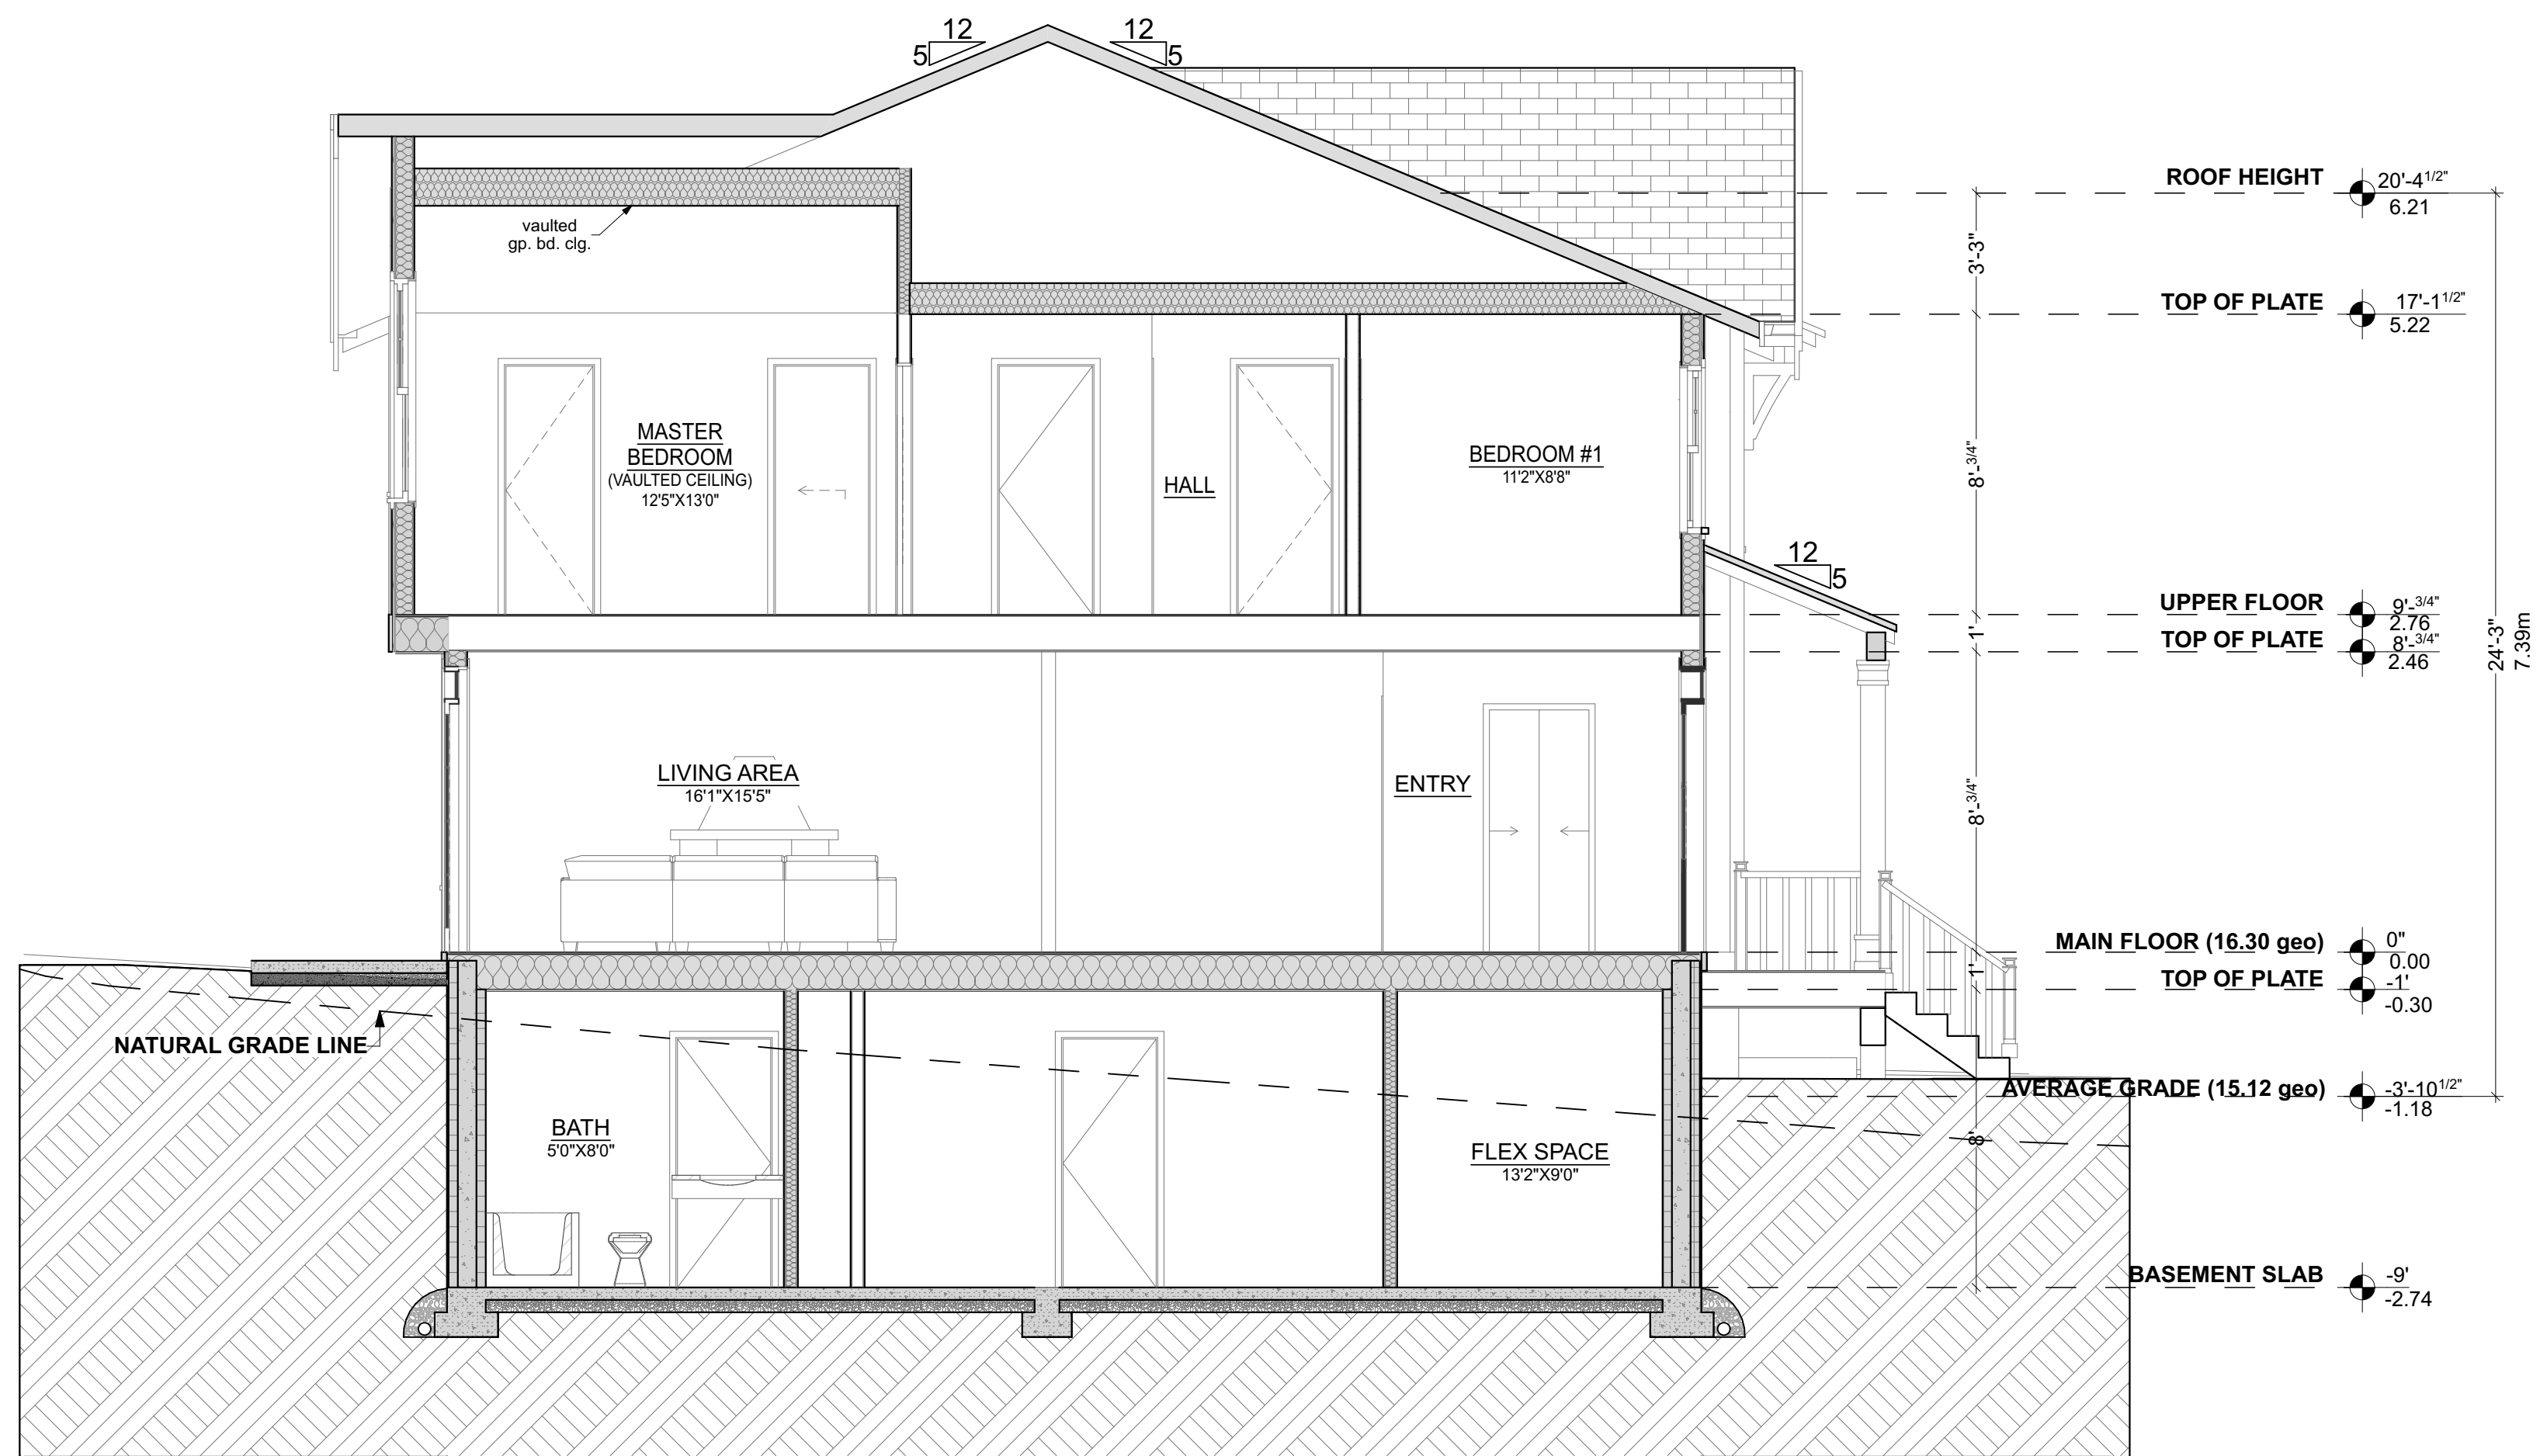 12
5
12
5
vaulted
gp. bd. clg.
ROOF HEIGHT
20'-4 1/2"
6.21
3'-3"
TOP OF PLATE
17'-1 1/2"
5.22
MASTER
BEDROOM
(VAULTED CEILING)
12'5"X13'0"
HALL
BEDROOM #1
11'2"X8'8"
8'-3/4"
12
5
UPPER FLOOR
9'-3/4"
2.76
1'
TOP OF PLATE
8'-3/4"
2.46
24'-3"
7.39m
LIVING AREA
16'1"X15'5"
ENTRY
8'-3/4"
MAIN FLOOR (16.30 geo)
0"
0.00
1'
TOP OF PLATE
-1'
-0.30
NATURAL GRADE LINE
AVERAGE GRADE (15.12 geo)
-3'-10 1/2"
-1.18
BATH
5'0"X8'0"
FLEX SPACE
13'2"X9'0"
8'
BASEMENT SLAB
-9'
-2.74